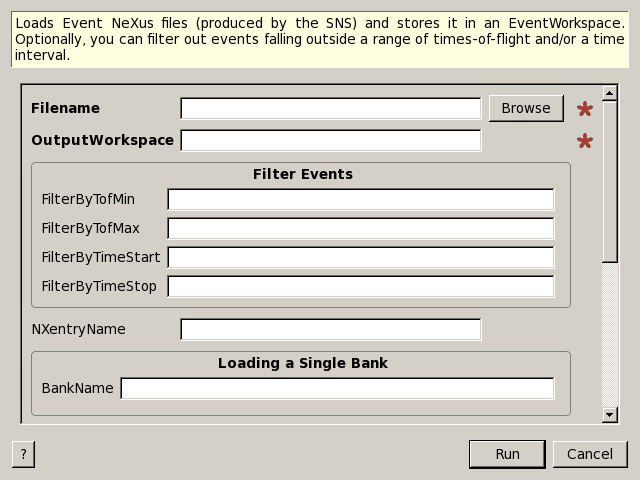 Loads Event NeXus files (produced by the SNS) and stores it in an EventWorkspace.
Optionally, you can filter out events falling outside a range of times-of-flight and/or a time
interval.
Filename
Browse
OutputWorkspace
Filter Events
FilterByTofMin
FilterByTofMax
FilterByTimeStart
FilterByTimeStop
NXentryName
Loading a Single Bank
BankName
?
Run
Cancel